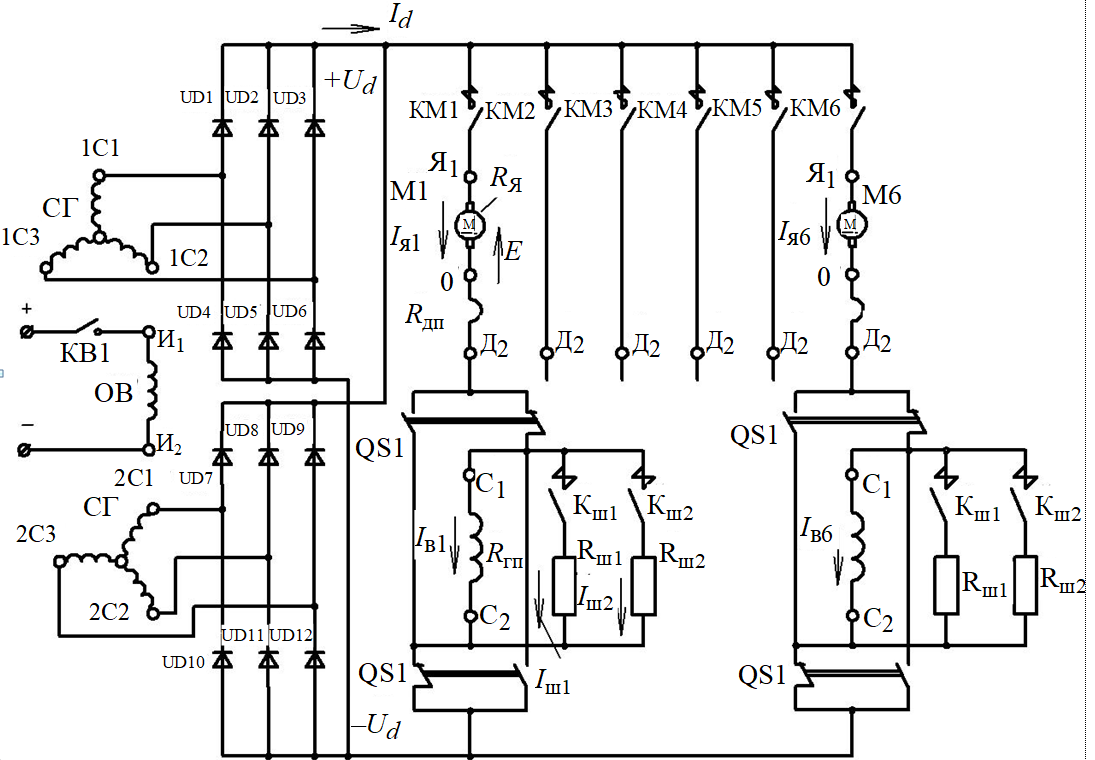 I_d
+U_d
UD1 UD2 UD3
КМ1 КМ2 КМ3 КМ4 КМ5 КМ6
1С1
СГ
1С3
1С2
Я₁
R_Я
М1
М
I_я1
E
0
R_дп
Я₁
М6
М
I_я6
0
UD4 UD5 UD6
+
КВ1
И₁
ОВ
–
И₂
Д₂ Д₂ Д₂ Д₂ Д₂ Д₂
UD8 UD9
UD7
QS1
QS1
2С1
СГ
2С3
2С2
С₁
К_ш1
К_ш2
I_в1
R_гп
R_ш1
R_ш2
I_ш2
С₂
С₁
К_ш1
К_ш2
I_в6
R_ш1
R_ш2
С₂
UD11 UD12
UD10
QS1
I_ш1
QS1
–U_d